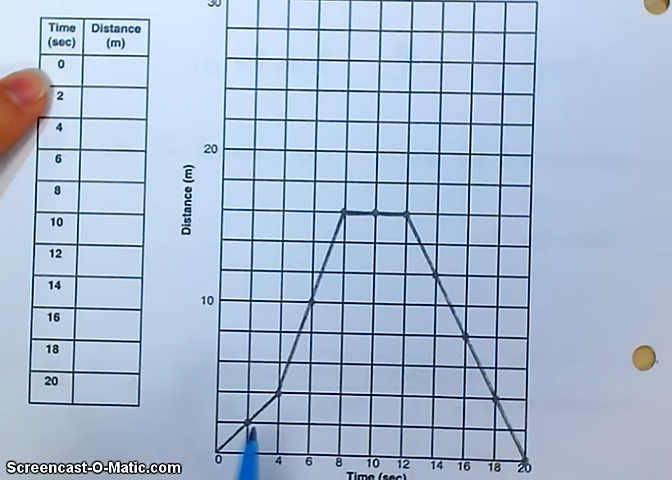 Time (sec) Distance (m)
0
2
4
6
8
10
12
14
16
18
20
30
20
10
Distance (m)
0 4 6 8 10 12 14 16 18 20
Time (sec)
Screencast-O-Matic.com